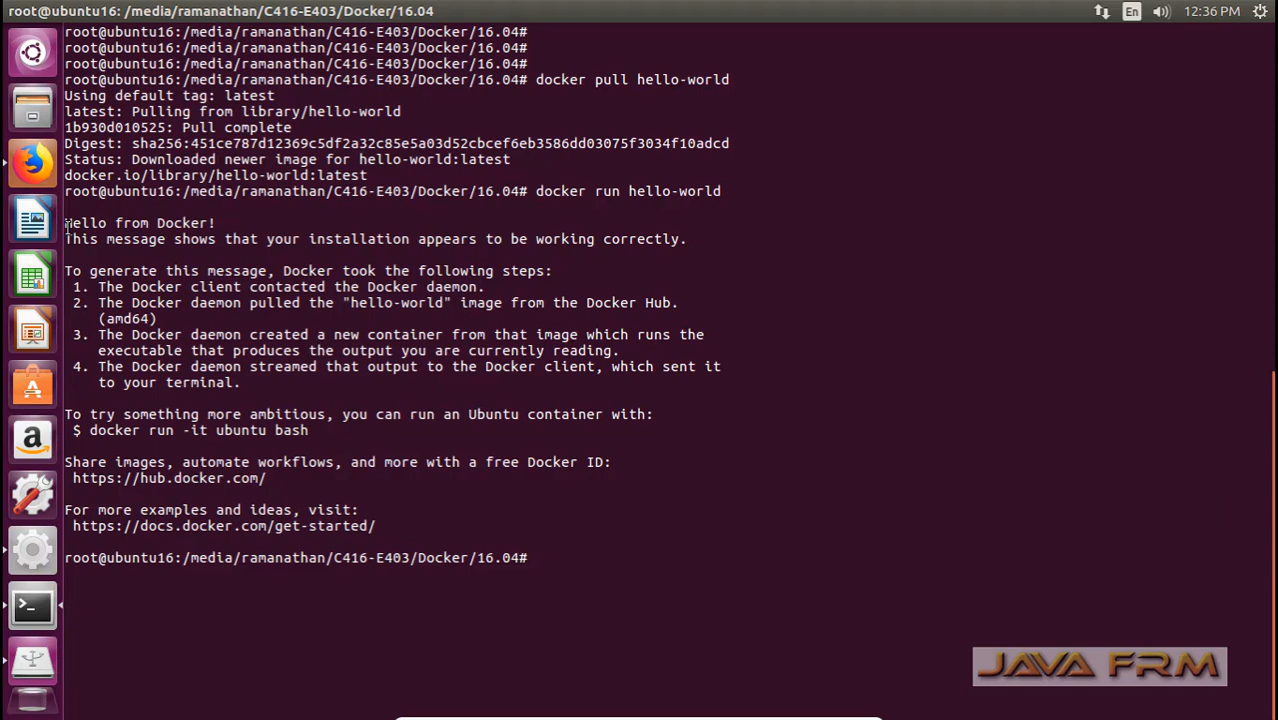 root@ubuntu16: /media/ramanathan/C416-E403/Docker/16.04
En
12:36 PM
root@ubuntu16:/media/ramanathan/C416-E403/Docker/16.04#
root@ubuntu16:/media/ramanathan/C416-E403/Docker/16.04#
root@ubuntu16:/media/ramanathan/C416-E403/Docker/16.04#
root@ubuntu16:/media/ramanathan/C416-E403/Docker/16.04# docker pull hello-world
Using default tag: latest
latest: Pulling from library/hello-world
1b930d010525: Pull complete
Digest: sha256:451ce787d12369c5df2a32c85e5a03d52cbcef6eb3586dd03075f3034f10adcd
Status: Downloaded newer image for hello-world:latest
docker.io/library/hello-world:latest
root@ubuntu16:/media/ramanathan/C416-E403/Docker/16.04# docker run hello-world
Hello from Docker!
This message shows that your installation appears to be working correctly.
To generate this message, Docker took the following steps:
1. The Docker client contacted the Docker daemon.
2. The Docker daemon pulled the "hello-world" image from the Docker Hub.
(amd64)
3. The Docker daemon created a new container from that image which runs the
executable that produces the output you are currently reading.
4. The Docker daemon streamed that output to the Docker client, which sent it
to your terminal.
To try something more ambitious, you can run an Ubuntu container with:
$ docker run -it ubuntu bash
Share images, automate workflows, and more with a free Docker ID:
https://hub.docker.com/
For more examples and ideas, visit:
https://docs.docker.com/get-started/
root@ubuntu16:/media/ramanathan/C416-E403/Docker/16.04#
JAVA FRM